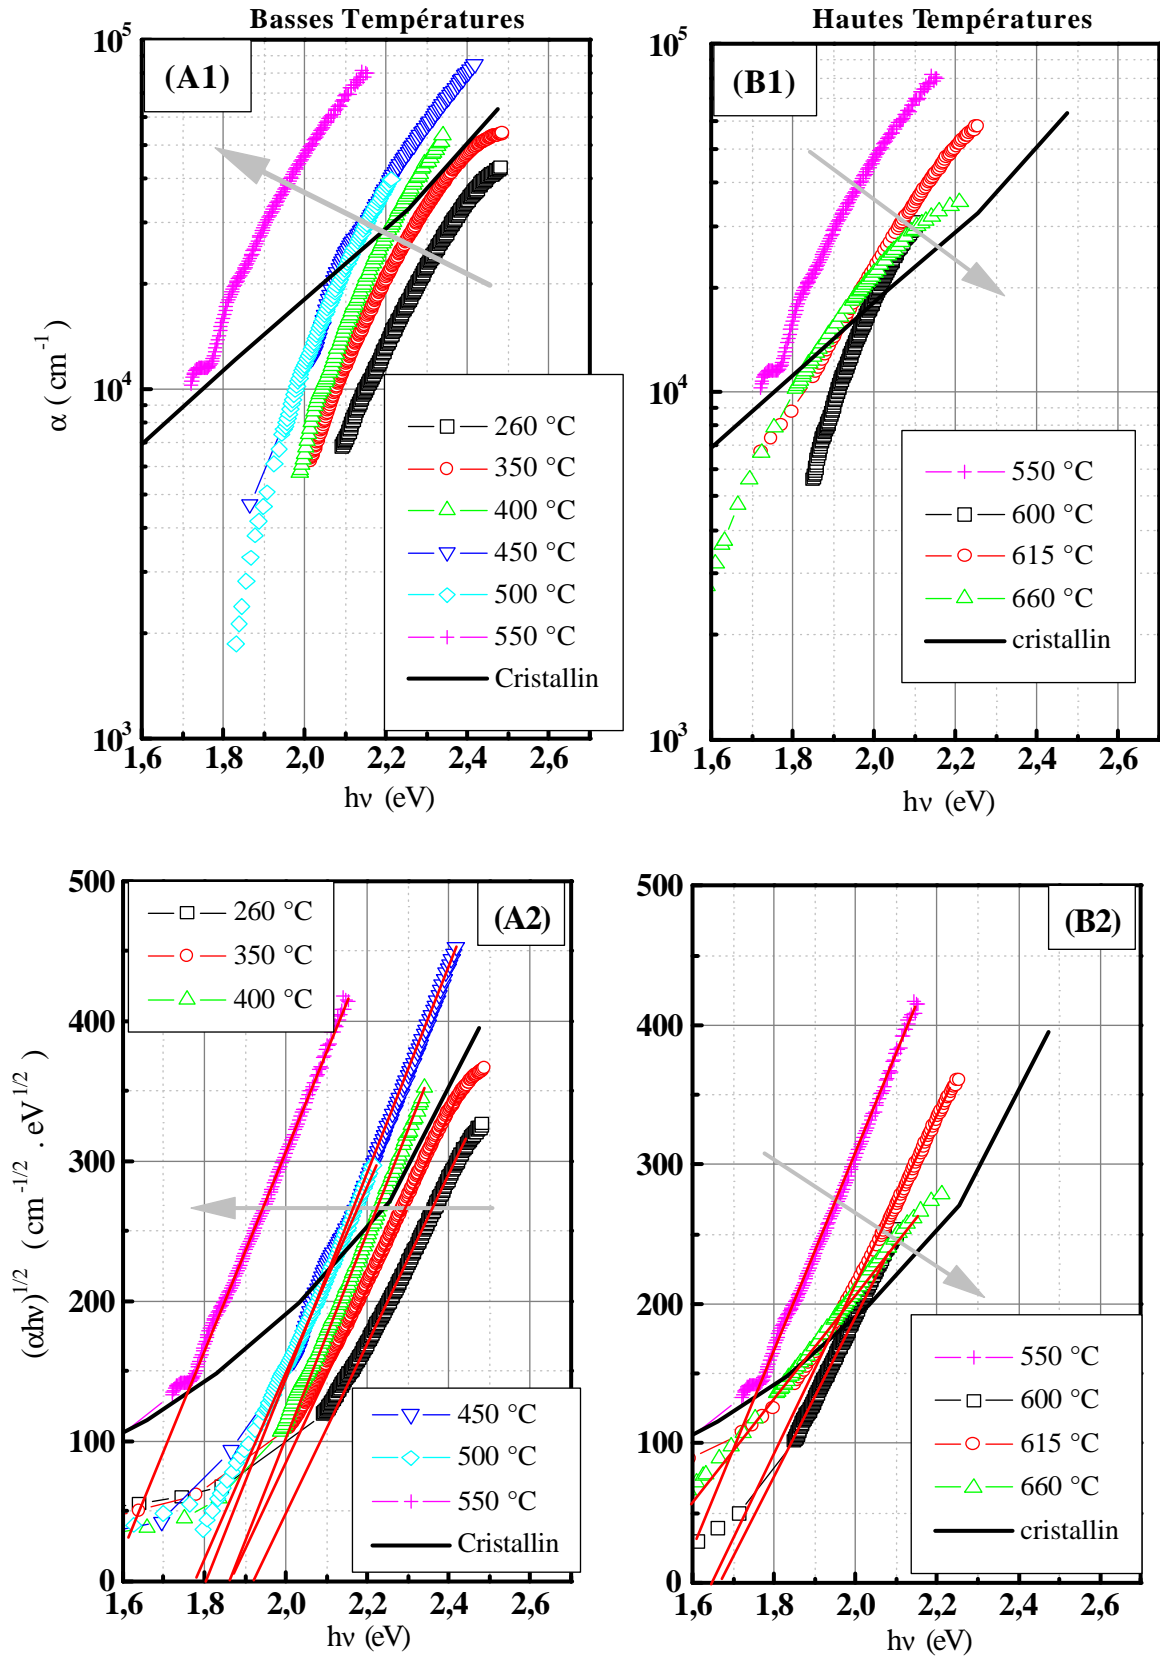 Basses Températures
Hautes Températures
(A1)
10^5
10^4
10^3
α ( cm^-1)
260 °C
350 °C
400 °C
450 °C
500 °C
550 °C
Cristallin
1,6 1,8 2,0 2,2 2,4 2,6
hν (eV)
(B1)
10^5
10^4
10^3
550 °C
600 °C
615 °C
660 °C
cristallin
1,6 1,8 2,0 2,2 2,4 2,6
hν (eV)
(A2)
500
400
300
200
100
0
(αhν)^1/2 ( cm^-1/2 . eV^1/2)
260 °C
350 °C
400 °C
450 °C
500 °C
550 °C
Cristallin
1,6 1,8 2,0 2,2 2,4 2,6
hν (eV)
(B2)
500
400
300
200
100
0
550 °C
600 °C
615 °C
660 °C
cristallin
1,6 1,8 2,0 2,2 2,4 2,6
hν (eV)